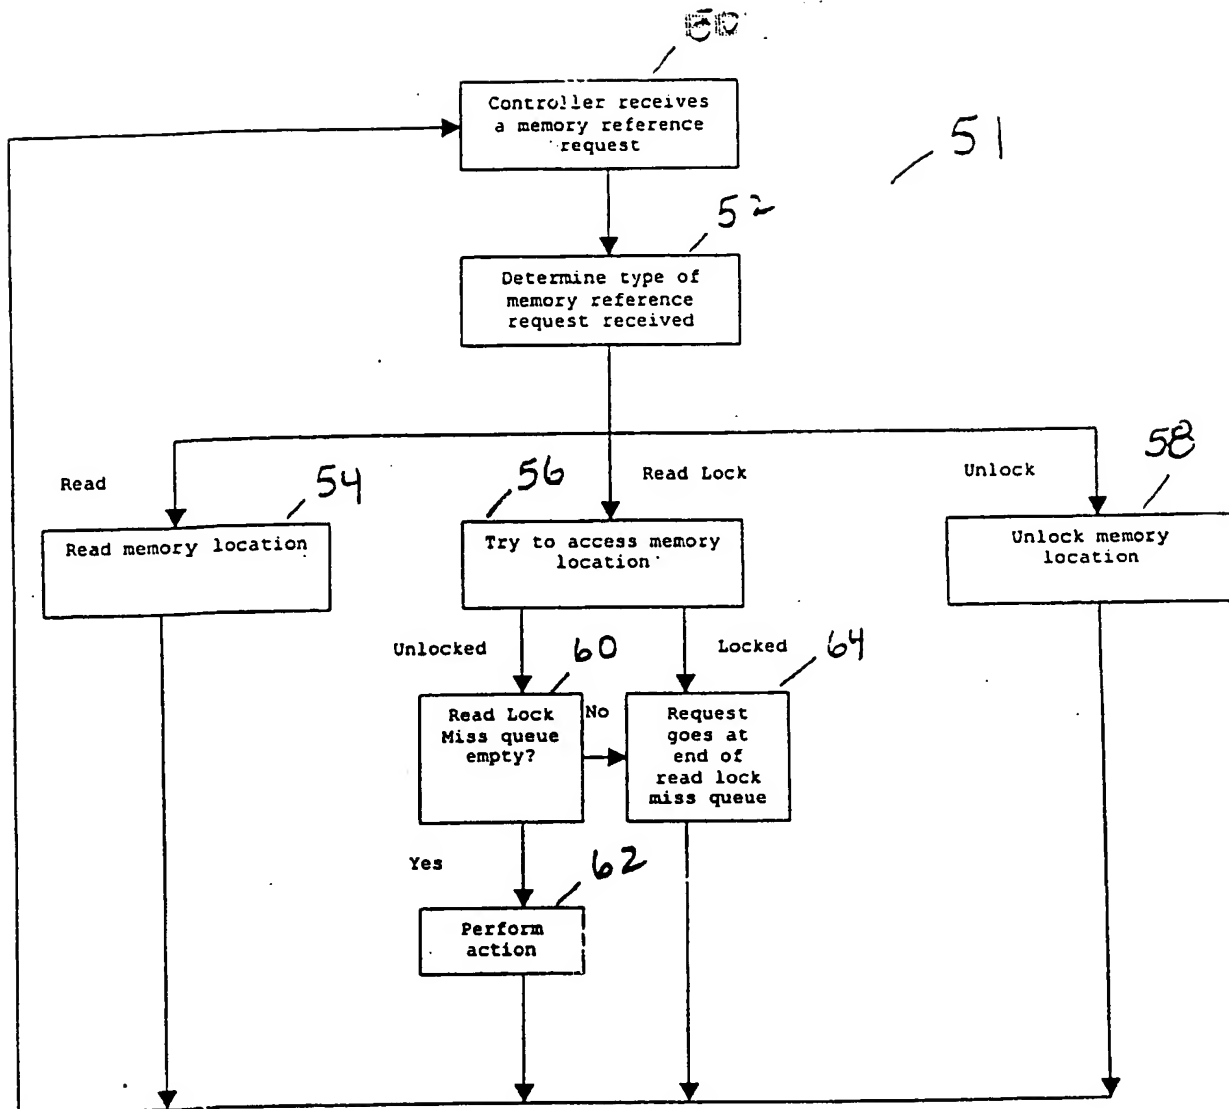 Controller receives
a memory reference
request
51
52
Determine type of
memory reference
request received
Read
54
56
Read Lock
Unlock
58
Read memory location
Try to access memory
location
Unlock memory
location
Unlocked
60
Locked
64
Read Lock
Miss queue
empty?
No
Request
goes at
end of
read lock
miss queue
Yes
62
Perform
action